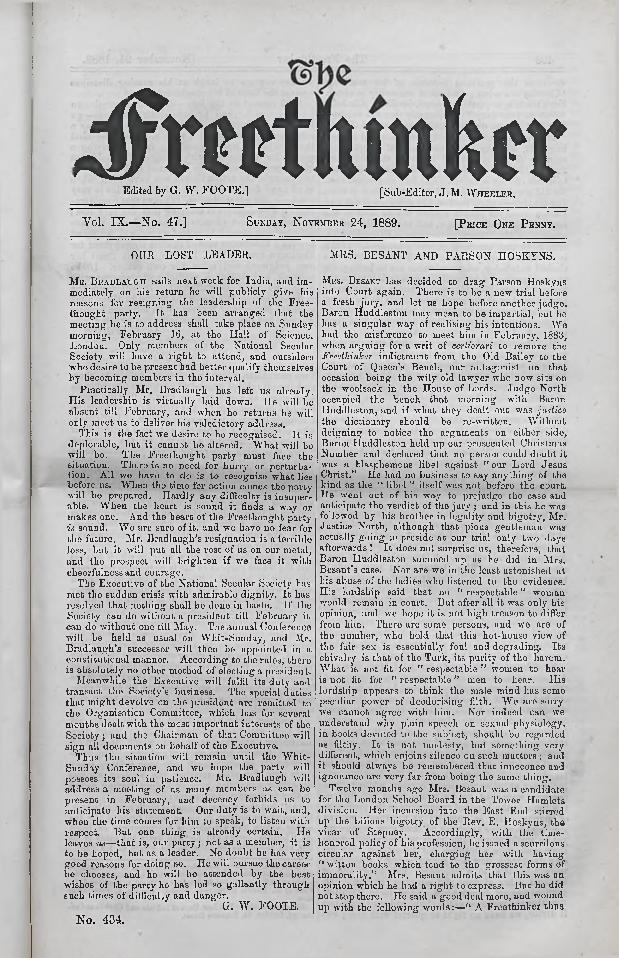 The
Freethinker
Edited by G. W. FOOTE.] [Sub-Editor, J. M. WHEELER.
Vol. IX.—No. 47.] SUNDAY, NOVEMBER 24, 1889. [PRICE ONE PENNY.
OUR LOST LEADER.
MR. BRADLAUGH sails next week for India, and im-
mediately on his return he will publicly give his
reasons for resigning the leadership of the Free-
thought party. It has been arranged that the
meeting he is to address shall take place on Sunday
morning, February 16, at the Hall of Science,
London. Only members of the National Secular
Society will have a right to attend, and outsiders
who desire to be present had better qualify themselves
by becoming members in the interval.
Practically Mr. Bradlaugh has left us already.
His leadership is virtually laid down. He will be
absent till February, and when he returns he will
only meet us to deliver his valedictory address.
This is the fact we desire to be recognised. It is
deplorable, but it cannot be altered. What will be
will be. The Freethought party must face the
situation. There is no need for hurry or perturba-
tion. All we have to do is to recognise what lies
before us. When the time for action comes the party
will be prepared. Hardly any difficulty is insuper-
able. When the heart is sound it finds a way or
makes one. And the heart of the Freethought party
is sound. We are sure of it, and we have no fear for
the future. Mr. Bradlaugh's resignation is a terrible
loss, but it will put all the rest of us on our metal,
and the prospect will brighten if we face it with
cheerfulness and courage.
The Executive of the National Secular Society has
met the sudden crisis with admirable dignity. It has
resolved that nothing shall be done in haste. If the
Society can do without a president till February it
can do without one till May. The annual Conference
will be held as usual on Whit-Sunday, and Mr.
Bradlaugh's successor will then be appointed in a
constitutional manner. According to the rules, there
is absolutely no other method of electing a president.
Meanwhile the Executive will fulfil its duty and
transact the Society's business. The special duties
that might devolve on the president are remitted to
the Organisation Committee, which has for several
months dealt with the most important interests of the
Society; and the Chairman of that Committee will
sign all documents on behalf of the Executive.
Thus the situation will remain until the Whit-
Sunday Conference, and we hope the party will
possess its soul in patience. Mr. Bradlaugh will
address a meeting of as many members as can be
present in February, and decency forbids us to
anticipate his statement. Our duty is to wait, and,
when the time comes for him to speak, to listen with
respect. But one thing is already certain. He
leaves us—that is, our party; not as a member, it is
to be hoped, but as a leader. No doubt he has very
good reasons for doing so. He will pursue the career
he chooses, and he will be attended by the best
wishes of the party he has led so gallantly through
such times of difficulty and danger.
G. W. FOOTE.
No. 434.
MRS. BESANT AND PARSON HOSKYNS.
MRS. BESANT has decided to drag Parson Hoskyns
into Court again. There is to be a new trial before
a fresh jury, and let us hope before another judge.
Baron Huddleston may mean to be impartial, but he
has a singular way of realising his intentions. We
had the misfortune to meet him in February, 1883,
when arguing for a writ of certiorari to remove the
Freethinker indictment from the Old Bailey to the
Court of Queen's Bench, our antagonist on that
occasion being the wily old lawyer who now sits on
the woolsack in the House of Lords. Judge North
occupied the bench that morning with Baron
Huddleston, and if what they dealt out was justice
the dictionary should be re-written. Without
deigning to notice the arguments on either side,
Baron Huddleston held up our prosecuted Christmas
Number and declared that no person could doubt it
was a blasphemous libel against "our Lord Jesus
Christ." He had no business to say anything of the
kind as the "libel" itself was not before the court.
He went out of his way to prejudge the case and
anticipate the verdict of the jury; and in this he was
followed by his brother in legality and bigotry, Mr.
Justice North, although that pious gentleman was
actually going to preside at our trial only two days
afterwards! It does not surprise us, therefore, that
Baron Huddleston summed up as he did in Mrs.
Besant's case. Nor are we in the least astonished at
his abuse of the ladies who listened to the evidence.
His lordship said that no "respectable" woman
would remain in court. But after all it was only his
opinion, and we hope it is not high treason to differ
from him. There are some persons, and we are of
the number, who hold that this hot-house view of
the fair sex is essentially foul and degrading. Its
chivalry is that of the Turk, its purity of the harem.
What is not fit for "respectable" women to hear
is not fit for "respectable" men to hear. His
lordship appears to think the male mind has some
peculiar power of deodorising filth. We are sorry
we cannot agree with him. Nor indeed can we
understand why plain speech on sexual physiology,
in books devoted to the subject, should be regarded
as filthy. It is not modesty, but something very
different, which enjoins silence on such matters; and
it should always be remembered that innocence and
ignorance are very far from being the same thing.
Twelve months ago Mrs. Besant was a candidate
for the London School Board in the Tower Hamlets
division. Her incursion into the East End stirred
up the bilious bigotry of the Rev. E. Hoskyns, the
vicar of Stepney. Accordingly, with the time-
honored policy of his profession, he issued a scurrilous
circular against her, charging her with having
"written books which tend to the grossest forms of
immorality." Mrs. Besant admits that this was an
opinion which he had a right to express. But he did
not stop there. He said a good deal more, and wound
up with the following words:—"A Freethinker thus